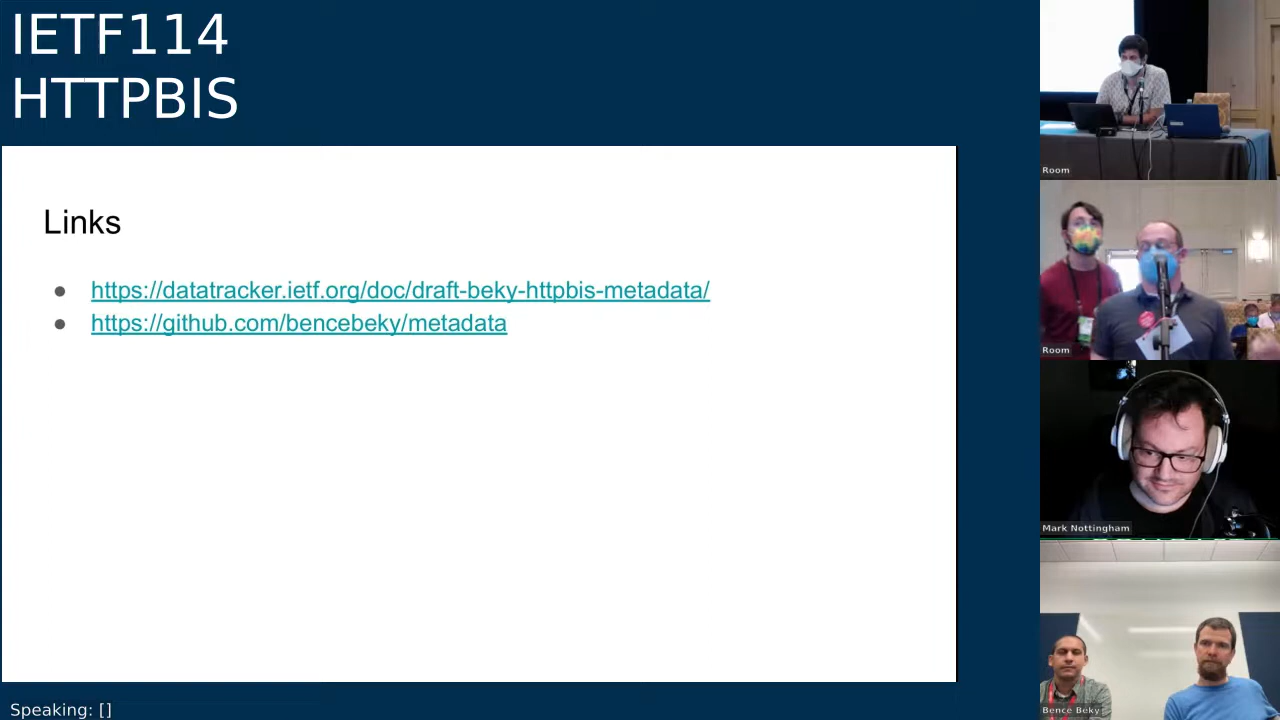 IETF114
HTTPBIS
Links
https://datatracker.ietf.org/doc/draft-beky-httpbis-metadata/
https://github.com/bencebeky/metadata
Speaking: []
Room
Room
Mark Nottingham
Bence Beky